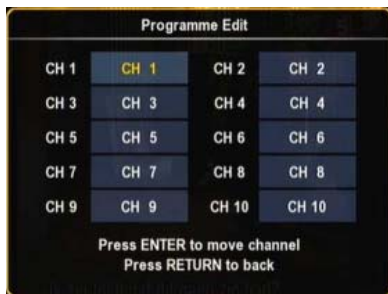 Programme Edit
CH 1 CH 1 CH 2 CH 2
CH 3 CH 3 CH 4 CH 4
CH 5 CH 5 CH 6 CH 6
CH 7 CH 7 CH 8 CH 8
CH 9 CH 9 CH 10 CH 10
Press ENTER to move channel
Press RETURN to back